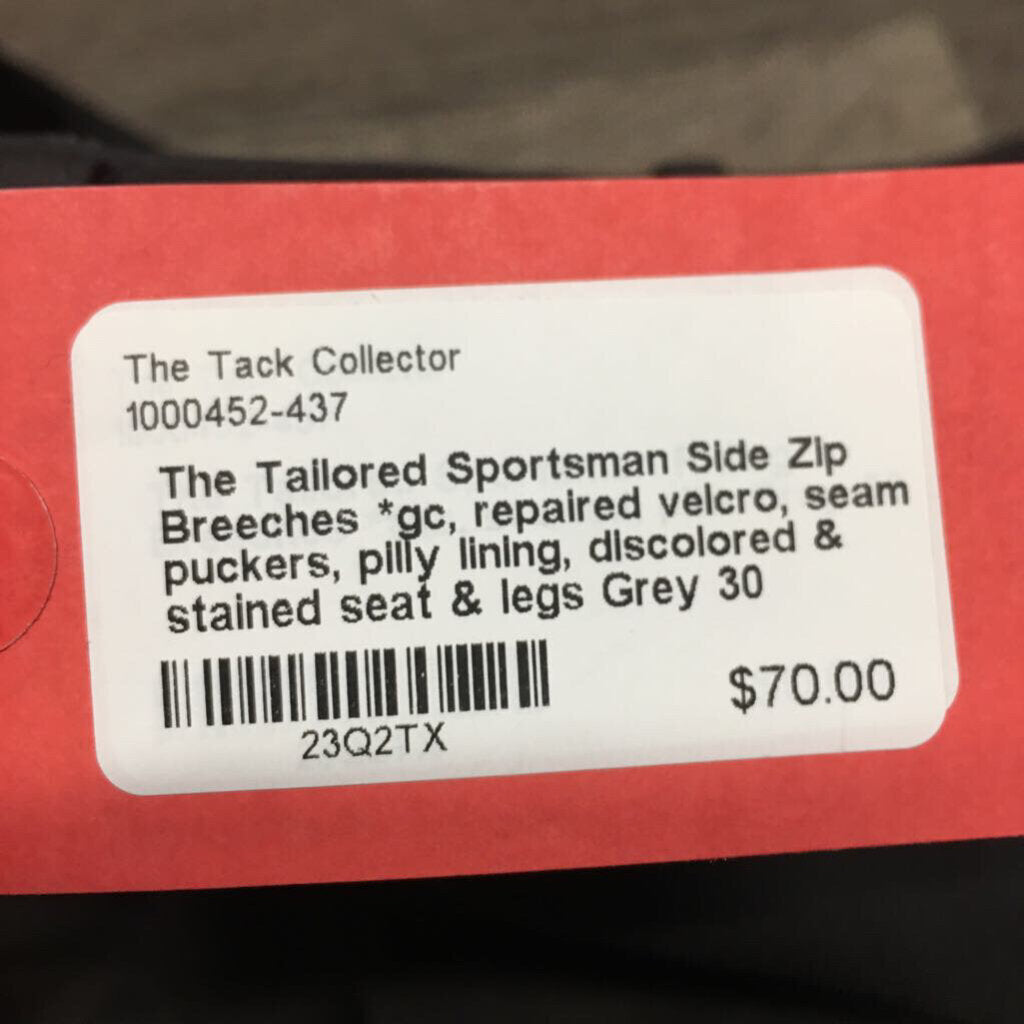 The Tack Collector
1000452-437
The Tailored Sportsman Side Zip
Breeches *gc, repaired velcro, seam
puckers, pilly lining, discolored &
stained seat & legs Grey 30
$70.00
23Q2TX